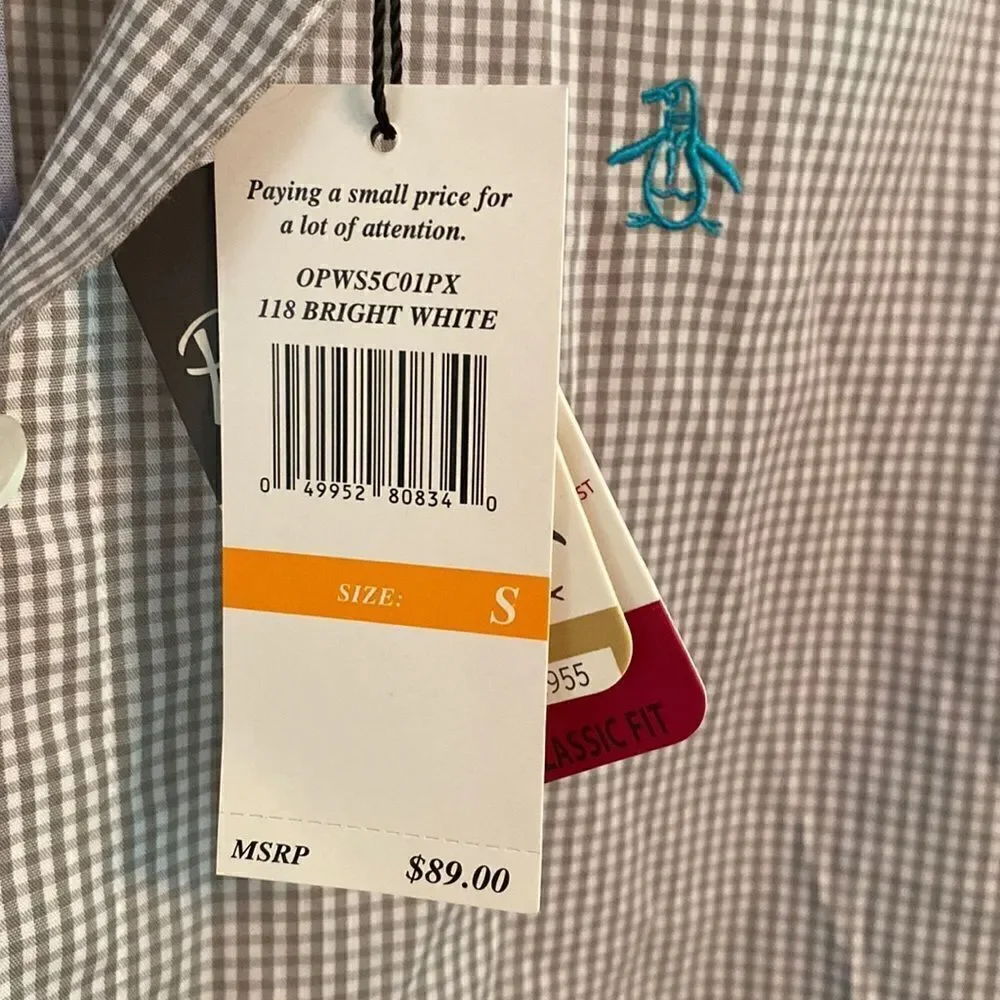 Paying a small price for
a lot of attention.
OPWS5C01PX
118 BRIGHT WHITE
0 49952 80834 0
SIZE: S
MSRP $89.00
ST
955
CLASSIC FIT